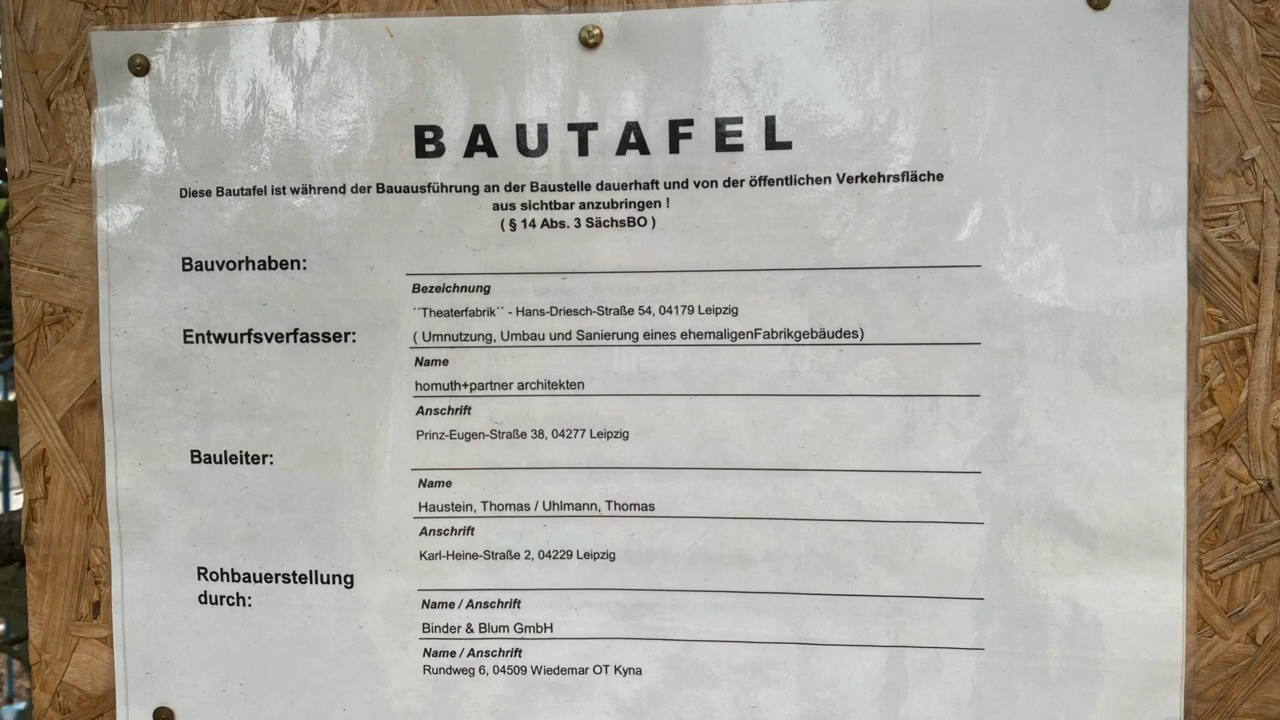 BAUTAFEL
Diese Bautafel ist während der Bauausführung an der Baustelle dauerhaft und von der öffentlichen Verkehrsfläche
aus sichtbar anzubringen !
( § 14 Abs. 3 SächsBO )
Bauvorhaben:
Bezeichnung
´´Theaterfabrik´´ - Hans-Driesch-Straße 54, 04179 Leipzig
Entwurfsverfasser:
( Umnutzung, Umbau und Sanierung eines ehemaligenFabrikgebäudes)
Name
homuth+partner architekten
Anschrift
Prinz-Eugen-Straße 38, 04277 Leipzig
Bauleiter:
Name
Haustein, Thomas / Uhlmann, Thomas
Anschrift
Karl-Heine-Straße 2, 04229 Leipzig
Rohbauerstellung
durch:
Name / Anschrift
Binder & Blum GmbH
Name / Anschrift
Rundweg 6, 04509 Wiedemar OT Kyna